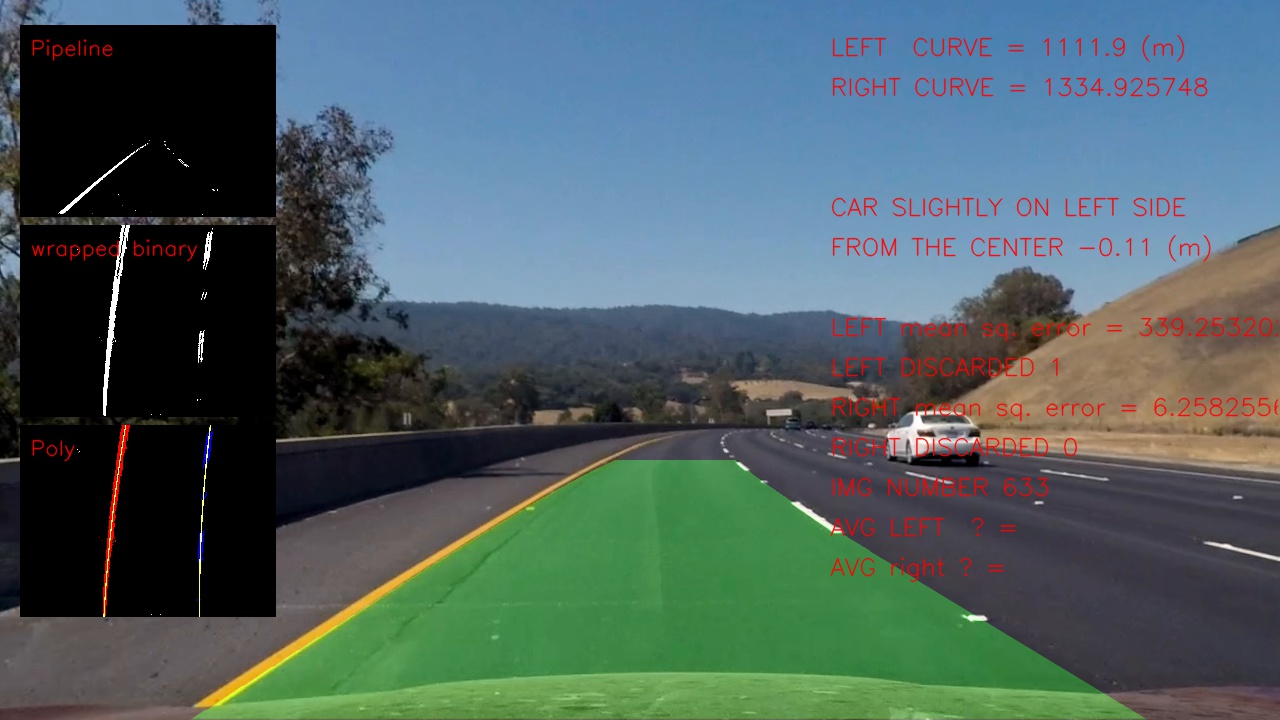 Pipeline
wrapped binary
Poly
LEFT CURVE = 1111.9 (m)
RIGHT CURVE = 1334.925748
CAR SLIGHTLY ON LEFT SIDE
FROM THE CENTER -0.11 (m)
LEFT mean sq. error = 339.25320
LEFT DISCARDED 1
RIGHT mean sq. error = 6.2582556
RIGHT DISCARDED 0
IMG NUMBER 633
AVG LEFT ? =
AVG right ? =